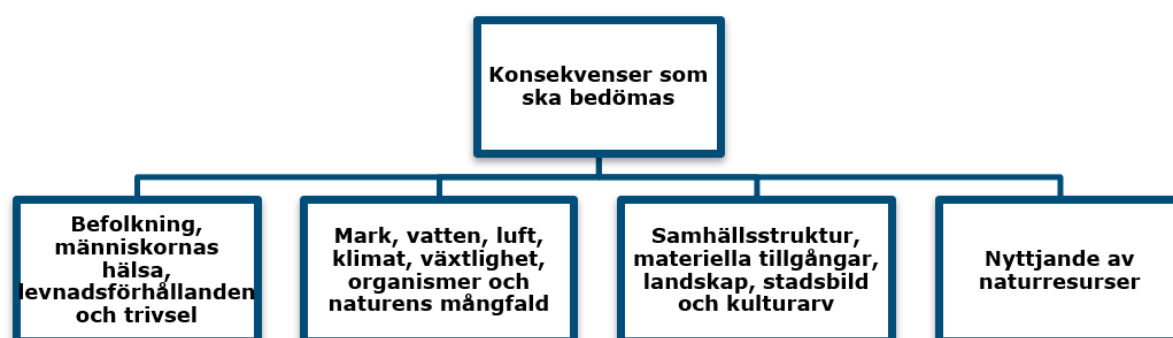 Konsekvenser som
ska bedömas
Befolkning,
människornas
hälsa,
levnadsförhållanden
och trivsel
Mark, vatten, luft,
klimat, växtlighet,
organismer och
naturens mångfald
Samhällsstruktur,
materiella tillgångar,
landskap, stadsbild
och kulturarv
Nyttjande av
naturresurser